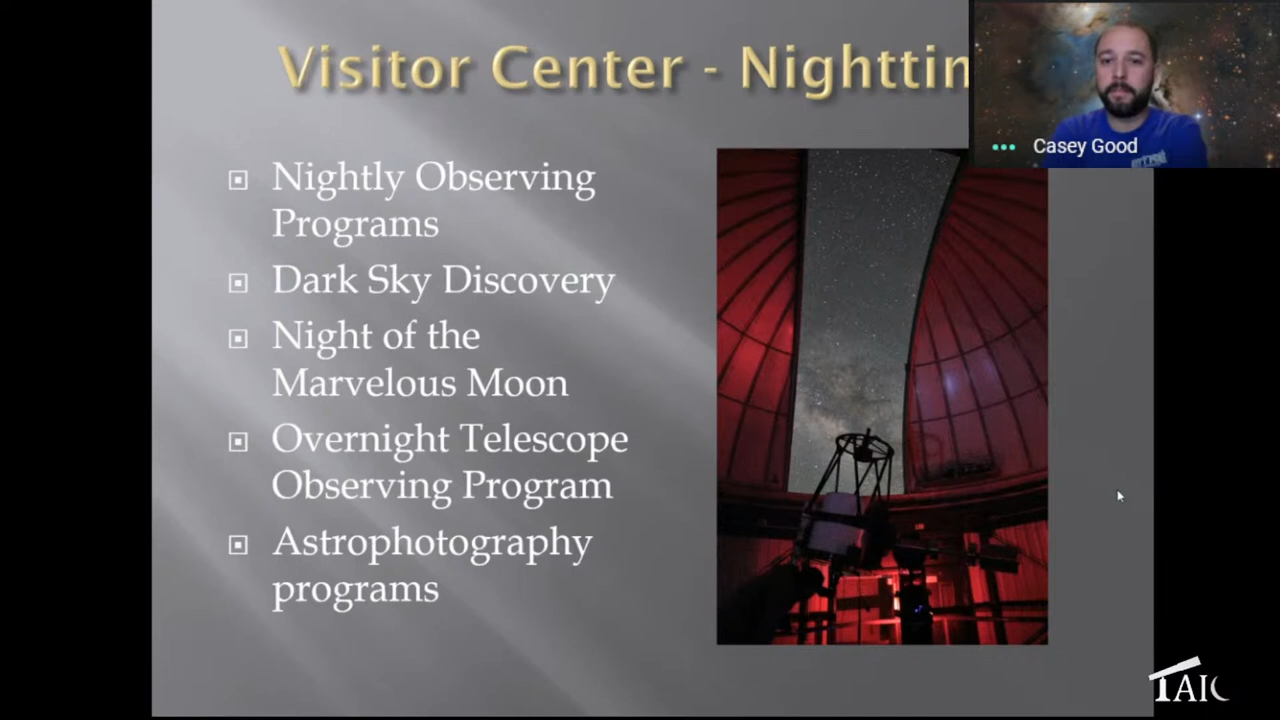 Visitor Center - Nighttin
Casey Good
Nightly Observing
Programs
Dark Sky Discovery
Night of the
Marvelous Moon
Overnight Telescope
Observing Program
Astrophotography
programs
TAIC